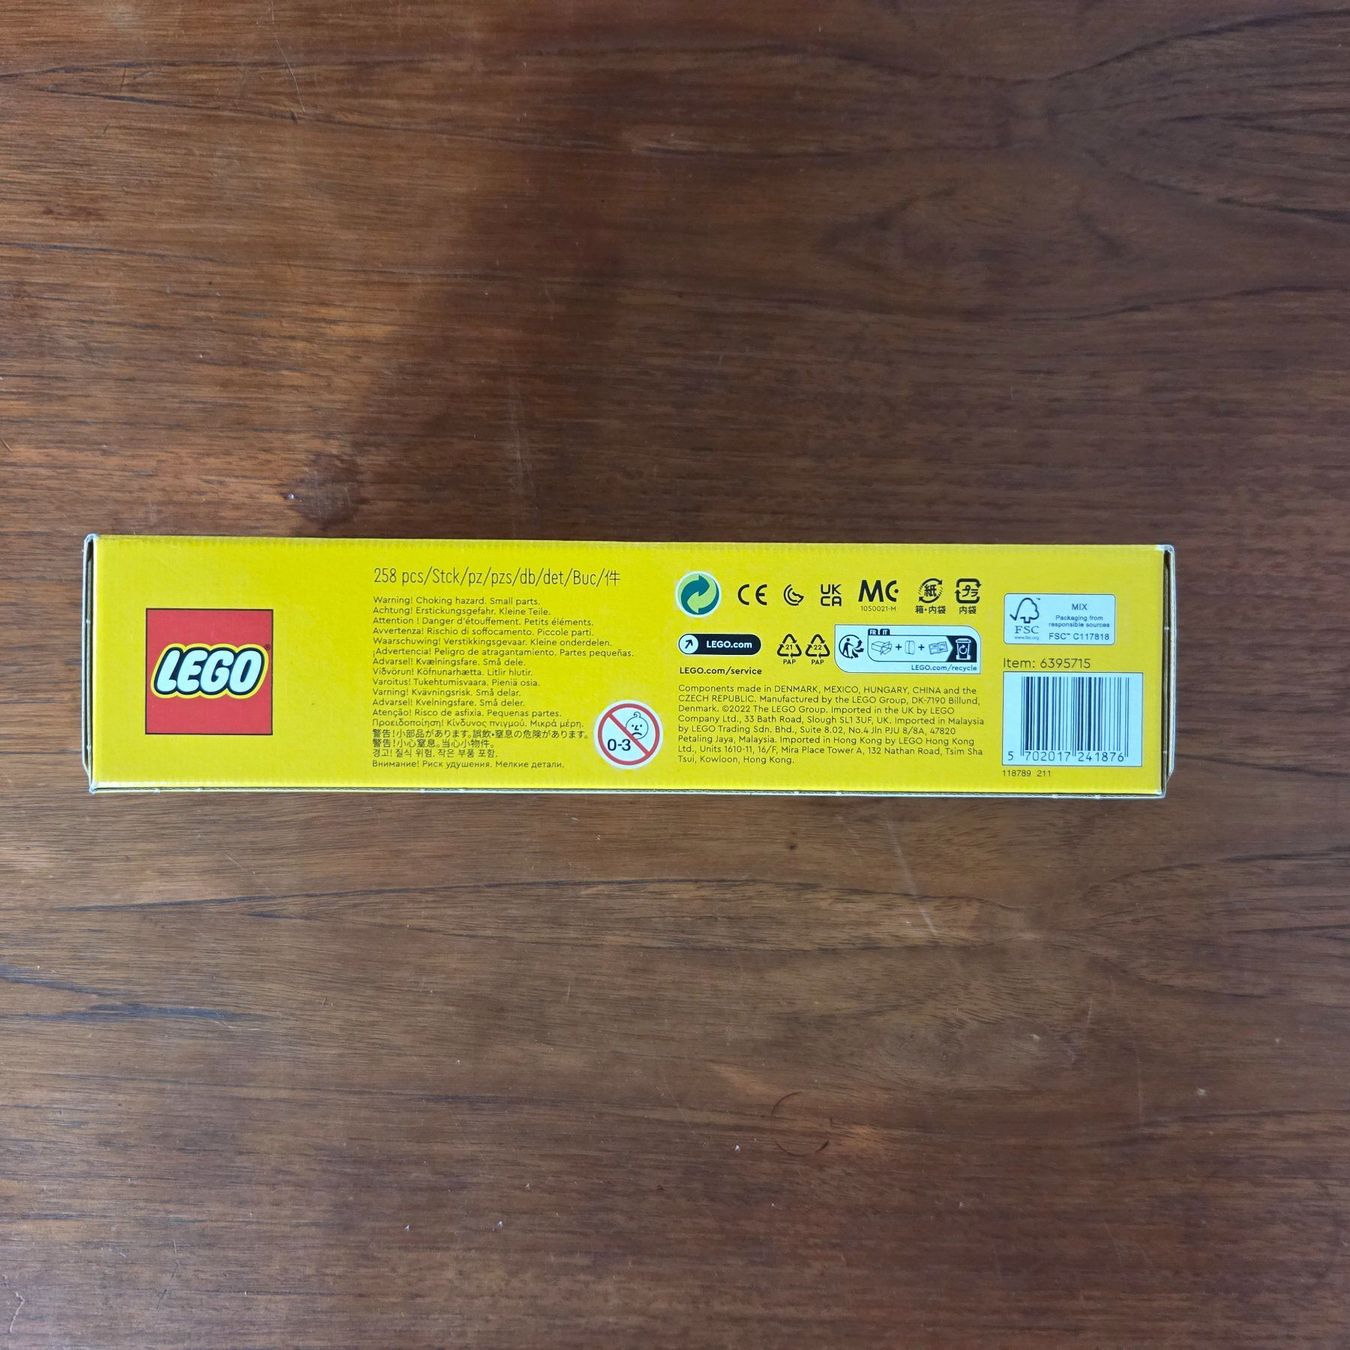 LEGO
258 pcs/Stck/pz/pzs/db/det/Buc/件
Warning! Choking hazard. Small parts.
Achtung! Erstickungsgefahr. Kleine Teile.
Attention ! Danger d'étouffement. Petits éléments.
Avvertenza! Rischio di soffocamento. Piccole parti.
Waarschuwing! Verstikkingsgevaar. Kleine onderdelen.
¡Advertencia! Peligro de atragantamiento. Partes pequeñas.
Advarsel! Kvælningsfare. Små dele.
Viðvörun! Köfnunarhætta. Litlir hlutir.
Varoitus! Tukehtumisvaara. Pieniä osia.
Varning! Kvävningsrisk. Små delar.
Advarsel! Kvelningsfare. Små deler.
Atenção! Risco de asfixia. Pequenas partes.
Προειδοποίηση! Κίνδυνος πνιγμού. Μικρά μέρη.
警告!小部品があります。誤飲・窒息の危険があります。
警告!小心窒息。当心小物件。
경고! 질식 위험. 작은 부품 포함.
Внимание! Риск удушения. Мелкие детали.
0-3
CE
UK
CA
MC
1050021-M
紙
箱・内袋
プラ
内袋
LEGO.com
LEGO.com/service
21
PAP
22
PAP
FR
IT
+
+
LEGO.com/recycle
Components made in DENMARK, MEXICO, HUNGARY, CHINA and the
CZECH REPUBLIC. Manufactured by the LEGO Group, DK-7190 Billund,
Denmark. ©2022 The LEGO Group. Imported in the UK by LEGO
Company Ltd., 33 Bath Road, Slough SL1 3UF, UK. Imported in Malaysia
by LEGO Trading Sdn. Bhd., Suite 8.02, No.4 Jln PJU 8/8A, 47820
Petaling Jaya, Malaysia. Imported in Hong Kong by LEGO Hong Kong
Ltd., Units 1610-11, 16/F, Mira Place Tower A, 132 Nathan Road, Tsim Sha
Tsui, Kowloon, Hong Kong.
FSC
www.fsc.org
MIX
Packaging from
responsible sources
FSC™ C117818
Item: 6395715
5 702017 241876
118789 211